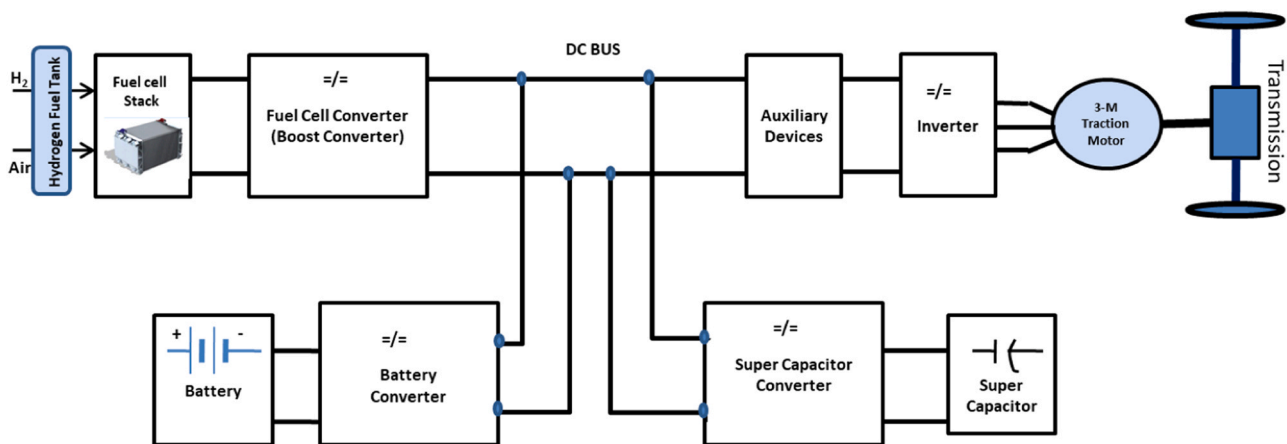 H2
Air
Hydrogen Fuel Tank
Fuel cell
Stack
=/=
Fuel Cell Converter
(Boost Converter)
DC BUS
Auxiliary
Devices
=/=
Inverter
3-M
Traction
Motor
Transmission
+ -
Battery
=/=
Battery
Converter
=/=
Super Capacitor
Converter
Super
Capacitor